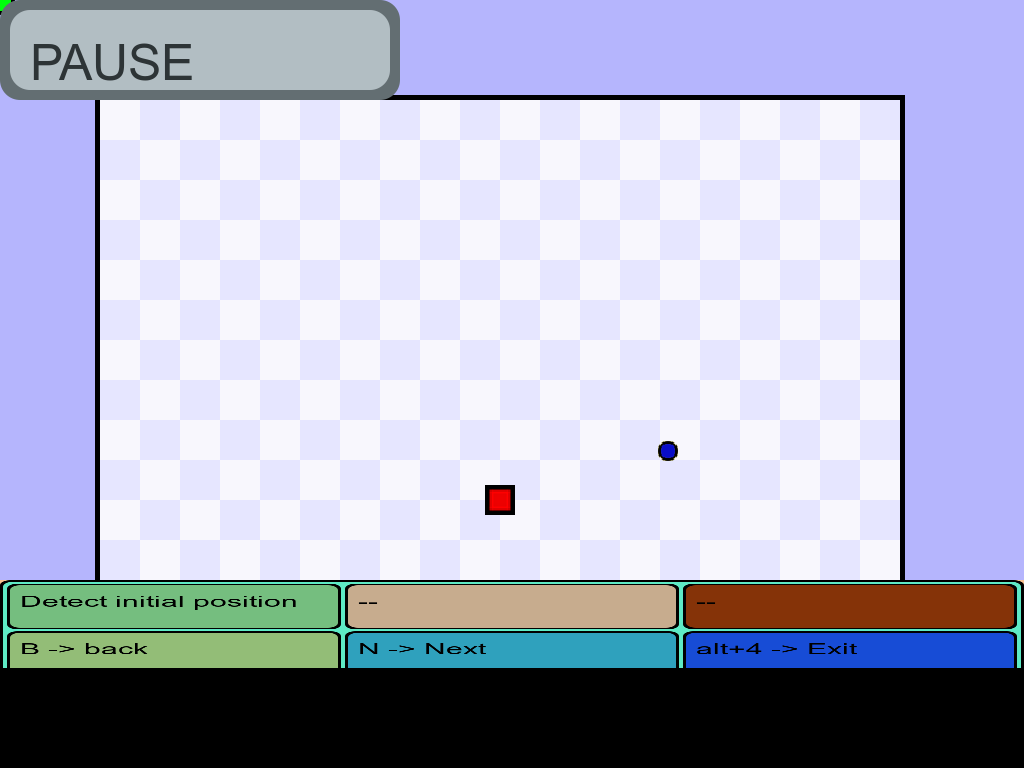 PAUSE
Detect initial position
--
--
B -> back
N -> Next
alt+4 -> Exit